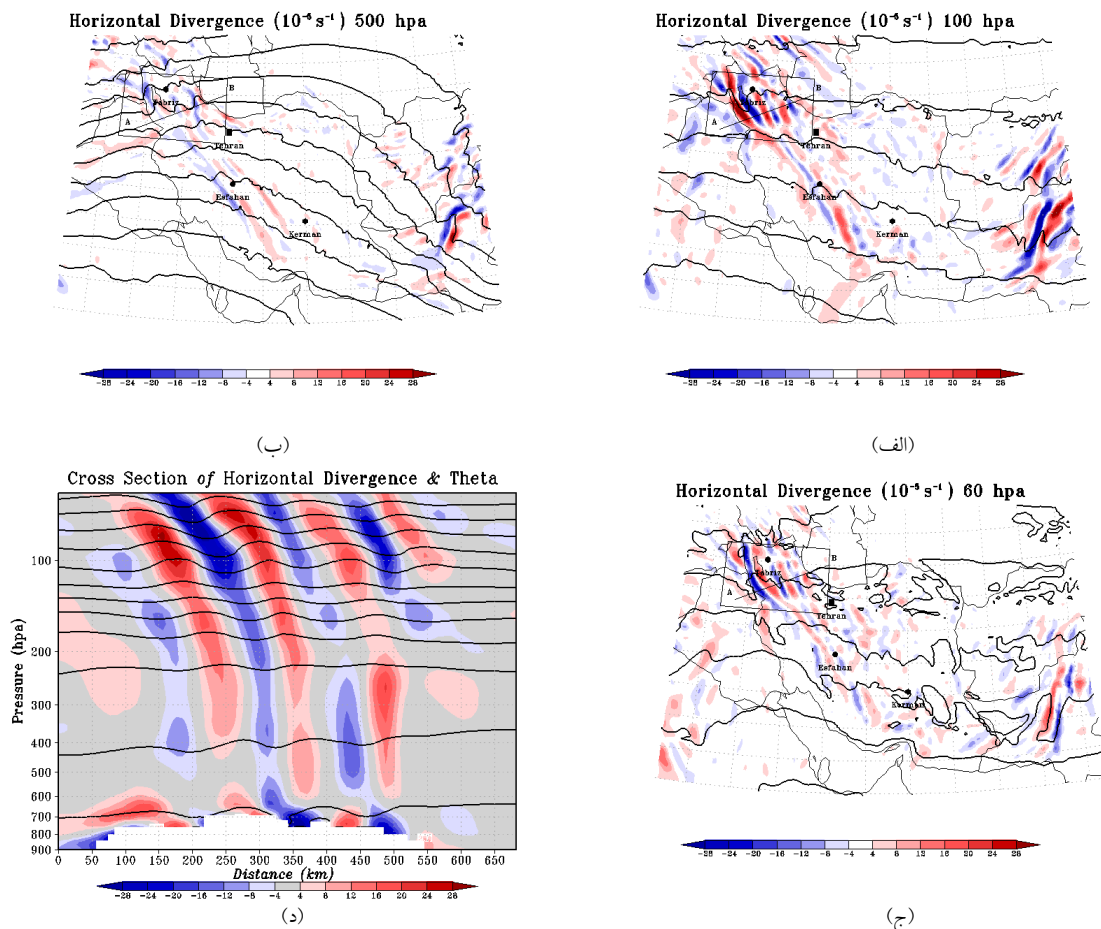 Horizontal Divergence (10⁻⁵ s⁻¹) 500 hpa
B
Tabriz
A
Tehran
Esfahan
Kerman
-28 -24 -20 -16 -12 -8 -4 4 8 12 16 20 24 28
(ب)
Horizontal Divergence (10⁻⁵ s⁻¹) 100 hpa
B
Tabriz
A
Tehran
Esfahan
Kerman
-28 -24 -20 -16 -12 -8 -4 4 8 12 16 20 24 28
(الف)
Cross Section of Horizontal Divergence & Theta
Pressure (hpa)
100
200
300
400
500
600
700
800
900
0 50 100 150 200 250 300 350 400 450 500 550 600 650
Distance (km)
-28 -24 -20 -16 -12 -8 -4 4 8 12 16 20 24 28
(د)
Horizontal Divergence (10⁻⁵ s⁻¹) 60 hpa
B
Tabriz
A
Tehran
Esfahan
Kerman
-28 -24 -20 -16 -12 -8 -4 4 8 12 16 20 24 28
(ج)